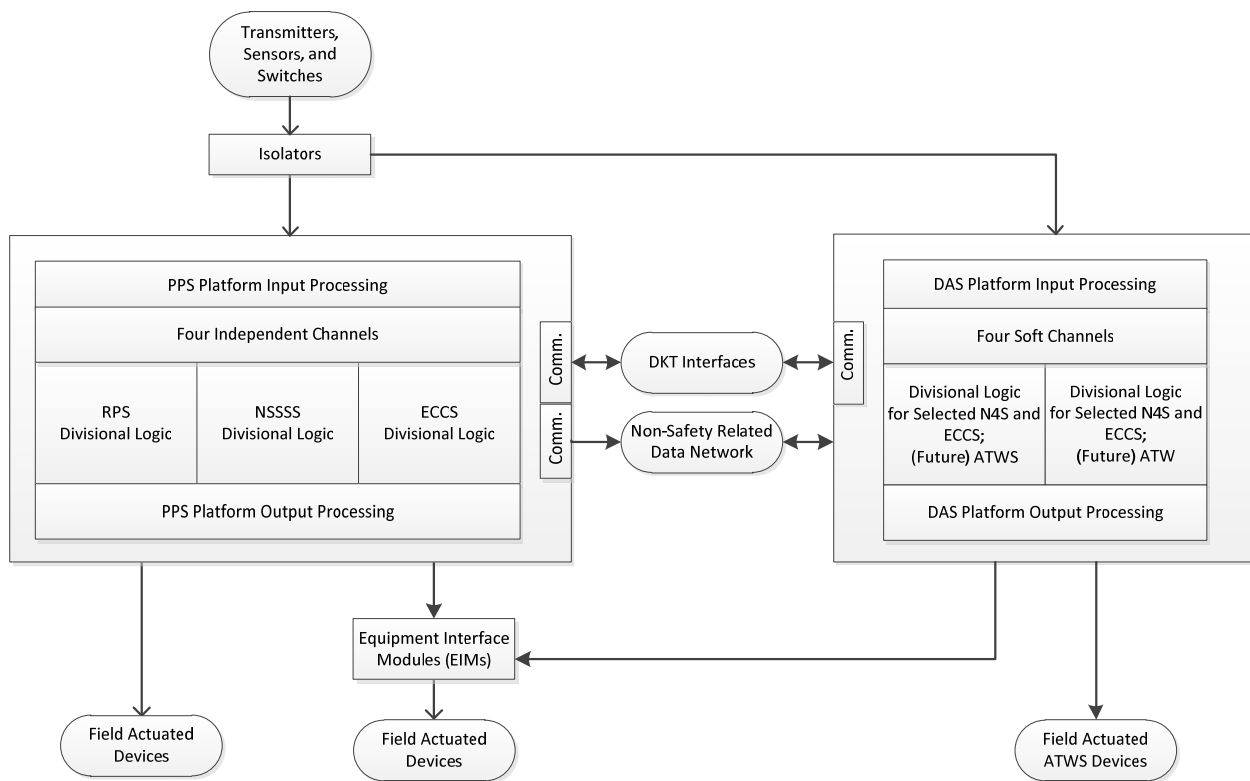 Transmitters,
Sensors, and
Switches
Isolators
PPS Platform Input Processing
Four Independent Channels
RPS
Divisional Logic
NSSSS
Divisional Logic
ECCS
Divisional Logic
PPS Platform Output Processing
Comm.
Comm.
DKT Interfaces
Non-Safety Related
Data Network
Comm.
DAS Platform Input Processing
Four Soft Channels
Divisional Logic
for Selected N4S and
ECCS;
(Future) ATWS
Divisional Logic
for Selected N4S and
ECCS;
(Future) ATW
DAS Platform Output Processing
Equipment Interface
Modules (EIMs)
Field Actuated
Devices
Field Actuated
Devices
Field Actuated
ATWS Devices